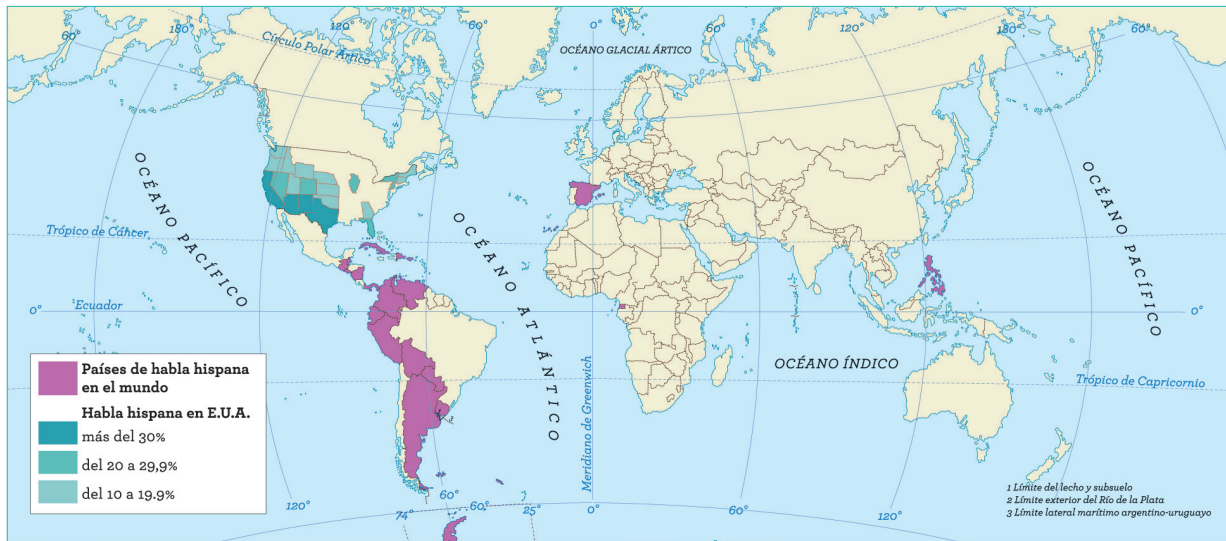 60°
180°
120°
60°
0°
60°
120°
180°
60°
Círculo Polar Ártico
OCÉANO GLACIAL ÁRTICO
OCÉANO PACÍFICO
OCÉANO ATLÁNTICO
OCÉANO PACÍFICO
Trópico de Cáncer
Ecuador
0°
0°
OCÉANO ÍNDICO
Meridiano de Greenwich
Trópico de Capricornio
Países de habla hispana
en el mundo
Habla hispana en E.U.A.
más del 30%
del 20 a 29,9%
del 10 a 19.9%
120°
74°
60°
25°
0°
60°
120°
1 Límite del lecho y subsuelo
2 Límite exterior del Río de la Plata
3 Límite lateral marítimo argentino-uruguayo